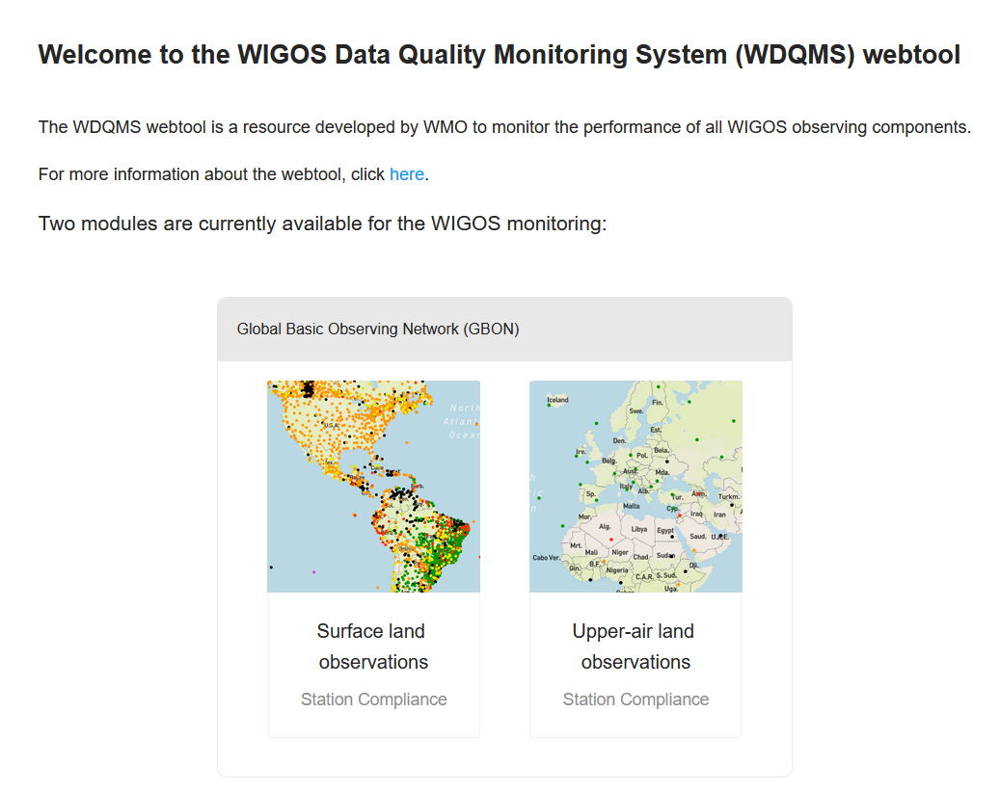 Welcome to the WIGOS Data Quality Monitoring System (WDQMS) webtool
The WDQMS webtool is a resource developed by WMO to monitor the performance of all WIGOS observing components.
For more information about the webtool, click here.
Two modules are currently available for the WIGOS monitoring:
Global Basic Observing Network (GBON)
North
Atlan
Ocean
U.S.A.
Iceland
Fin.
Swe.
Est.
Den.
Ire.
Bela.
Pol.
Belg.
Aust.
Mda.
Italy
Alb.
Sp.
Tur.
Arm.
Turkm.
Malta
Cyp.
Mor.
Iraq
Iran
Alg.
Libya
Egypt
Saud.
U.A.E.
Mrt.
Mali
Niger
Chad
Sudan
Cabo Ver.
B.F.
Dji.
Gin.
Nigeria
C.A.R.
S. Sud.
Uga.
Surface land
observations
Station Compliance
Upper-air land
observations
Station Compliance